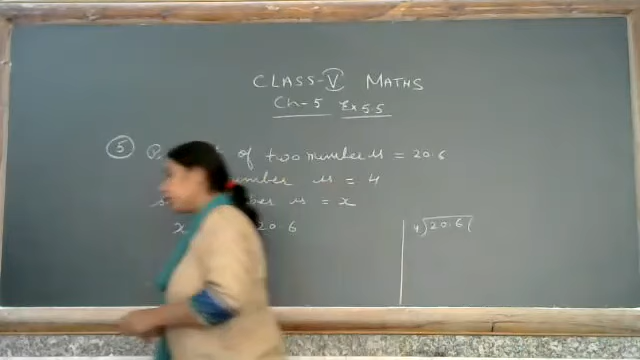 CLASS-V MATHS
Ch-5 Ex 5.5
⑤ of two number is = 20.6
is = 4
is = x
x 20.6
4)20.6(